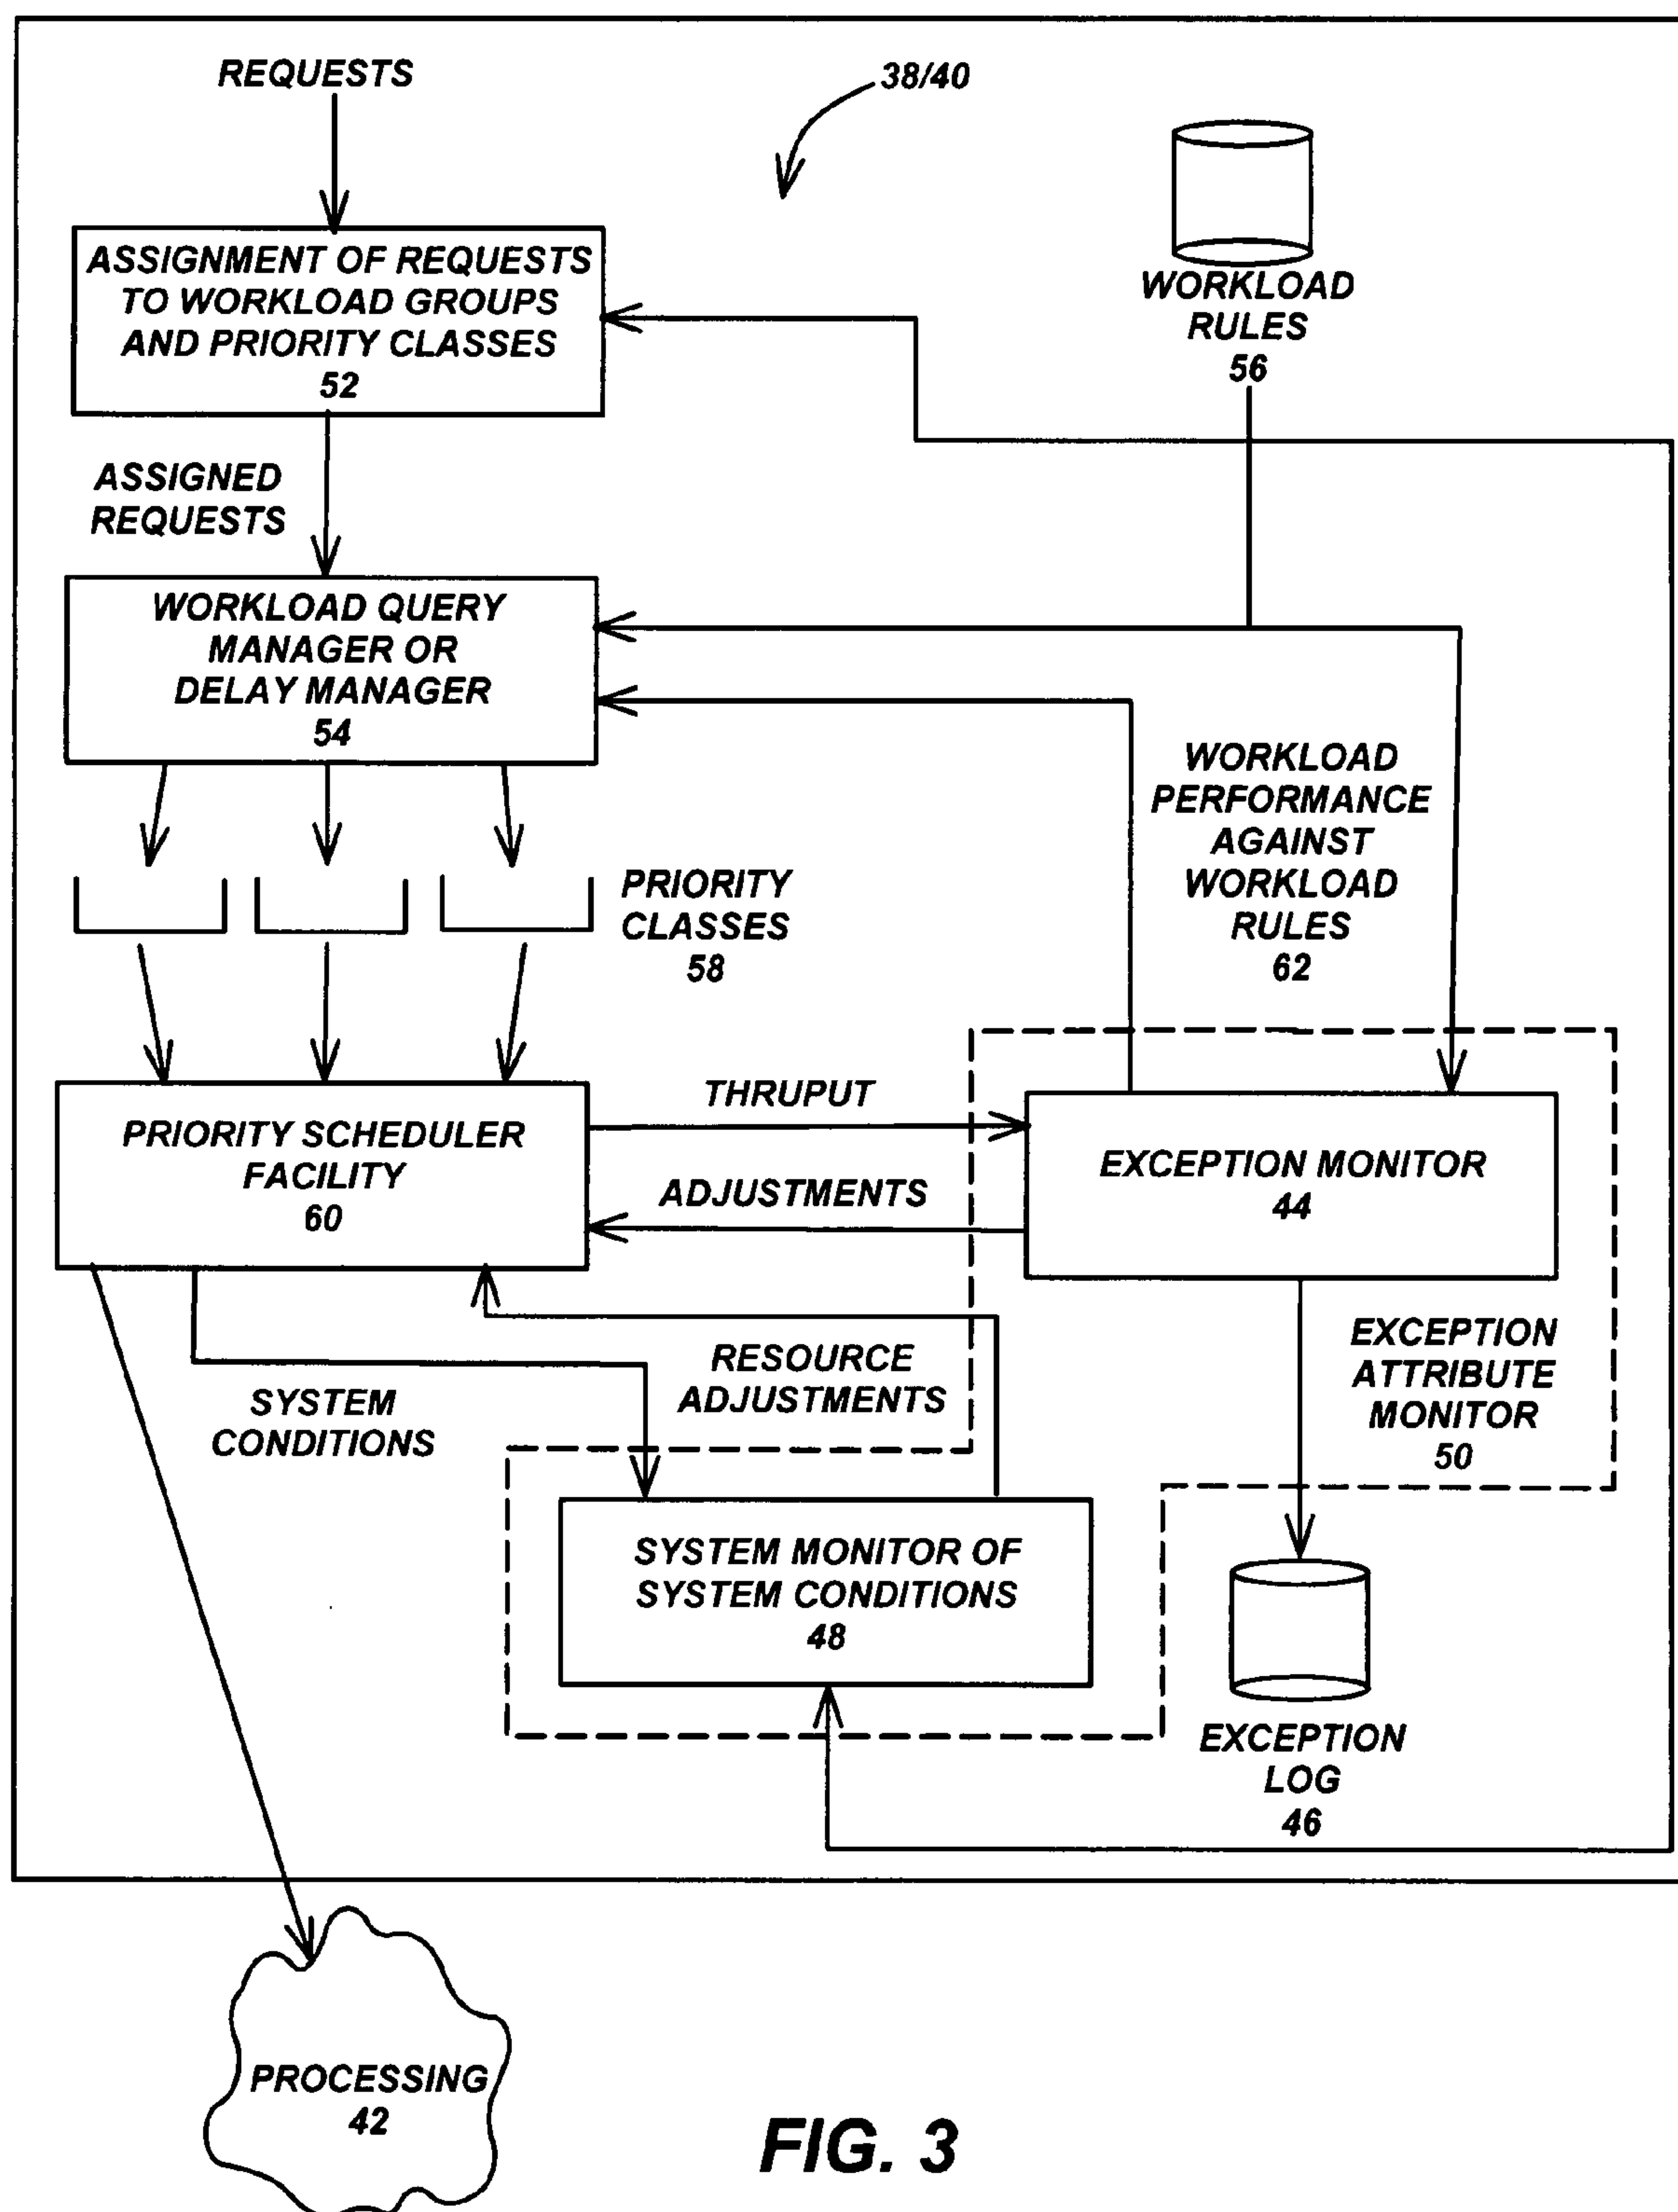 REQUESTS
38/40
ASSIGNMENT OF REQUESTS
TO WORKLOAD GROUPS
AND PRIORITY CLASSES
52
WORKLOAD
RULES
56
ASSIGNED
REQUESTS
WORKLOAD QUERY
MANAGER OR
DELAY MANAGER
54
WORKLOAD
PERFORMANCE
AGAINST
WORKLOAD
RULES
62
PRIORITY
CLASSES
58
THRUPUT
PRIORITY SCHEDULER
FACILITY
60
ADJUSTMENTS
EXCEPTION MONITOR
44
RESOURCE
ADJUSTMENTS
SYSTEM
CONDITIONS
EXCEPTION
ATTRIBUTE
MONITOR
50
SYSTEM MONITOR OF
SYSTEM CONDITIONS
48
EXCEPTION
LOG
46
PROCESSING
42
FIG. 3